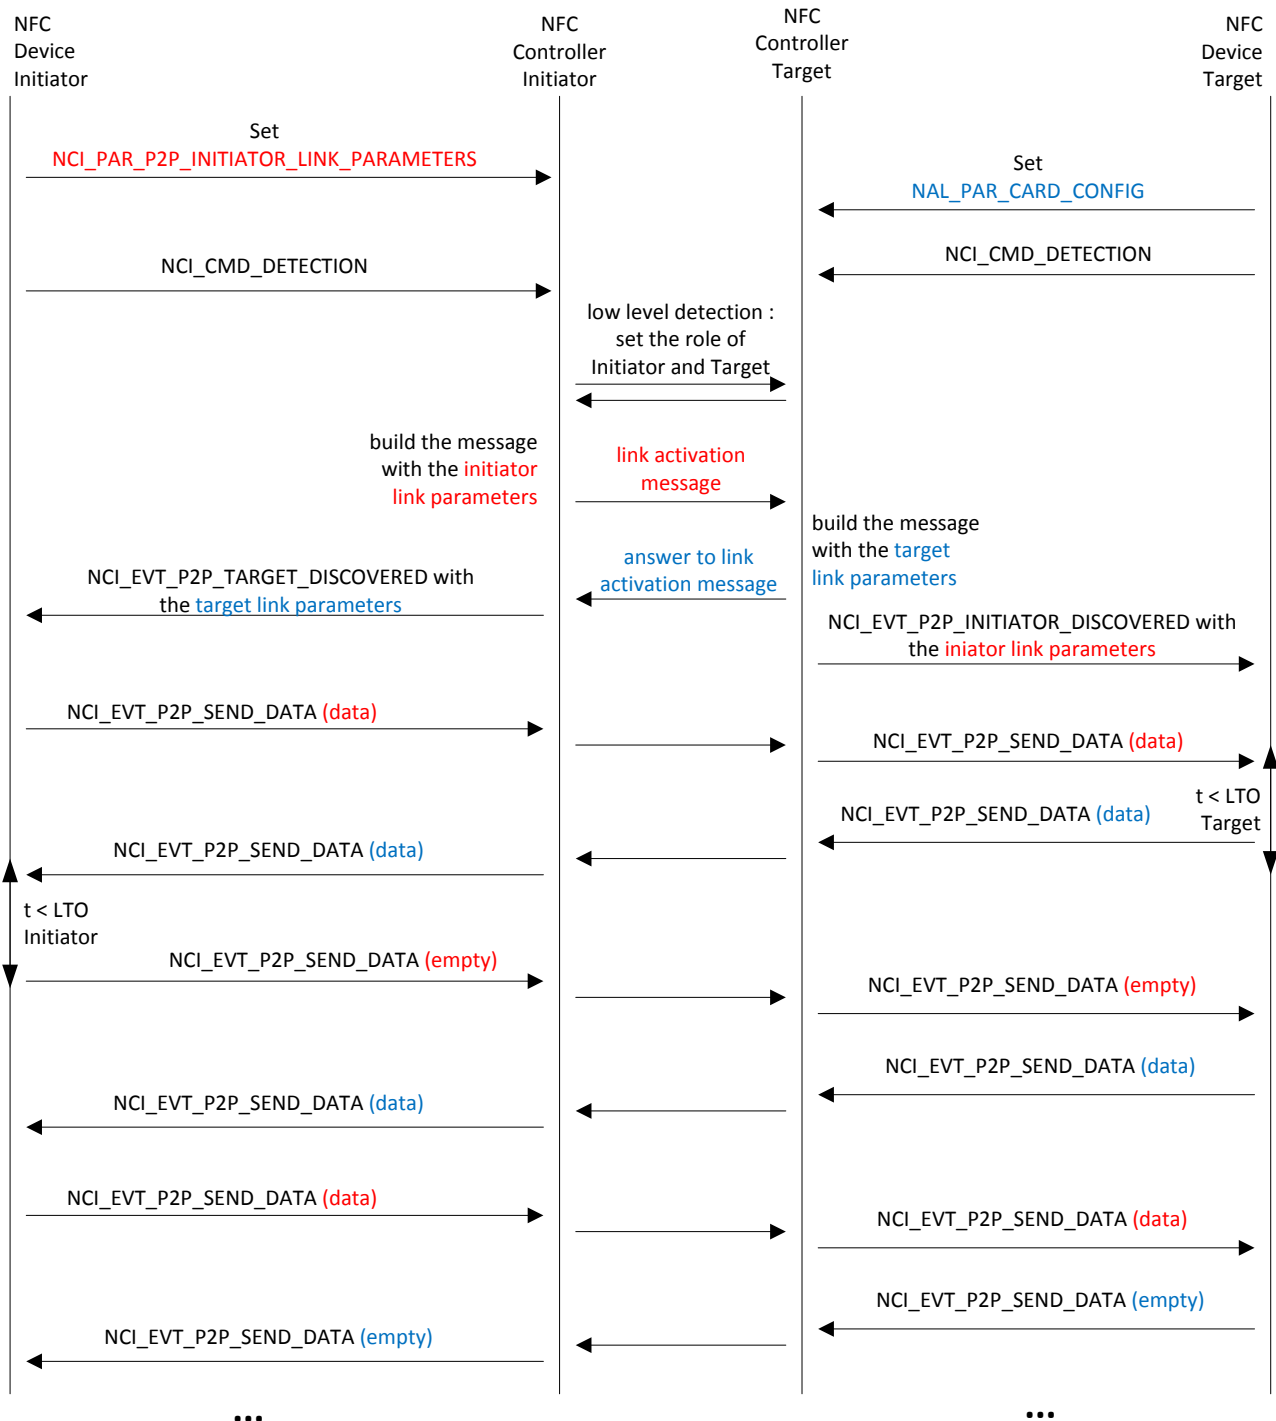 NFC
Device
Initiator
NFC
Controller
Initiator
NFC
Controller
Target
NFC
Device
Target
Set
NCI_PAR_P2P_INITIATOR_LINK_PARAMETERS
Set
NAL_PAR_CARD_CONFIG
NCI_CMD_DETECTION
NCI_CMD_DETECTION
low level detection :
set the role of
Initiator and Target
build the message
with the initiator
link parameters
link activation
message
build the message
with the target
link parameters
answer to link
activation message
NCI_EVT_P2P_TARGET_DISCOVERED with
the target link parameters
NCI_EVT_P2P_INITIATOR_DISCOVERED with
the iniator link parameters
NCI_EVT_P2P_SEND_DATA (data)
NCI_EVT_P2P_SEND_DATA (data)
t < LTO
Target
NCI_EVT_P2P_SEND_DATA (data)
NCI_EVT_P2P_SEND_DATA (data)
t < LTO
Initiator
NCI_EVT_P2P_SEND_DATA (empty)
NCI_EVT_P2P_SEND_DATA (empty)
NCI_EVT_P2P_SEND_DATA (data)
NCI_EVT_P2P_SEND_DATA (data)
NCI_EVT_P2P_SEND_DATA (data)
NCI_EVT_P2P_SEND_DATA (data)
NCI_EVT_P2P_SEND_DATA (empty)
NCI_EVT_P2P_SEND_DATA (empty)
...
...